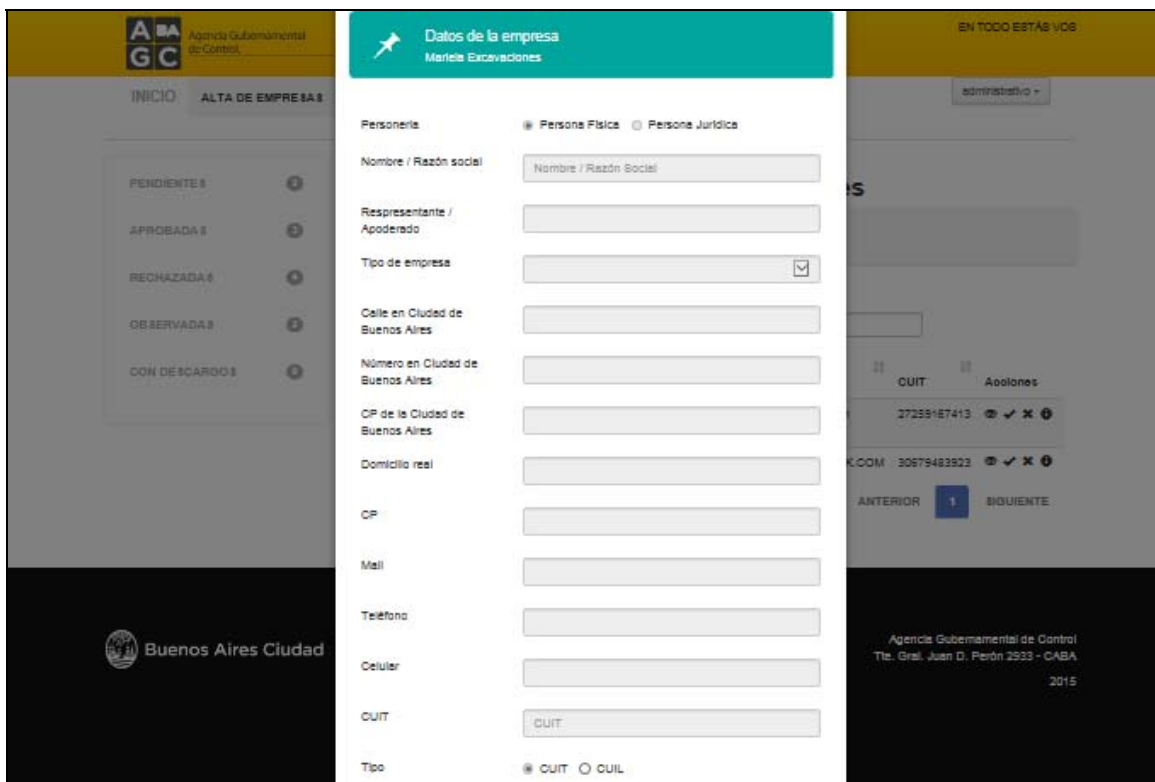 A BA
GC
Agencia Gubernamental
de Control
EN TODO ESTÁS VOS
INICIO
ALTA DE EMPRESAS
administrativo
PENDIENTES
APROBADAS
RECHAZADAS
OBSERVADAS
CON DESCARGOS
Datos de la empresa
Mariela Excavaciones
Personería
Persona Física
Persona Jurídica
Nombre / Razón social
Nombre / Razón Social
Respresentante /
Apoderado
Tipo de empresa
Calle en Ciudad de
Buenos Aires
Número en Ciudad de
Buenos Aires
CP de la Ciudad de
Buenos Aires
Domicilio real
CP
Mail
Teléfono
Celular
CUIT
CUIT
Tipo
CUIT
CUIL
es
CUIT
Acciones
27259167413
K.COM
30679483923
ANTERIOR
1
SIGUIENTE
Buenos Aires Ciudad
Agencia Gubernamental de Control
Tte. Gral. Juan D. Perón 2933 - CABA
2015